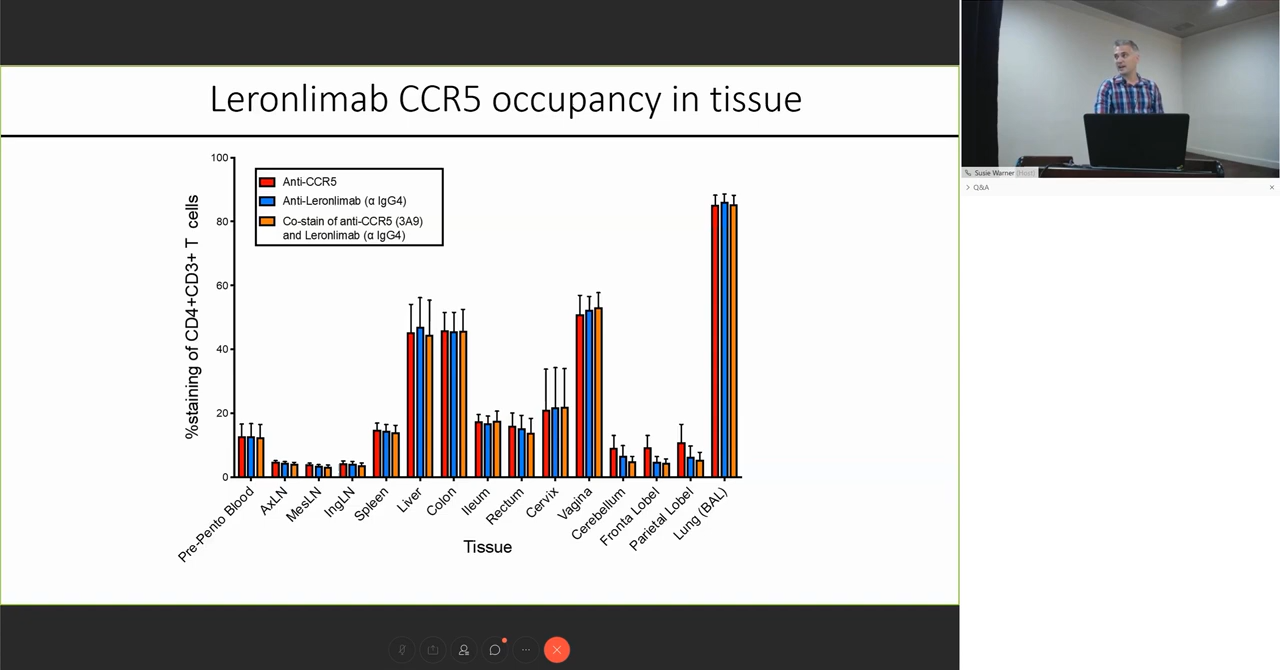 Leronlimab CCR5 occupancy in tissue
%staining of CD4+CD3+ T cells
100
80
60
40
20
0
Anti-CCR5
Anti-Leronlimab (α IgG4)
Co-stain of anti-CCR5 (3A9)
and Leronlimab (α IgG4)
Pre-Pento Blood
AxLN
MesLN
IngLN
Spleen
Liver
Colon
Ileum
Rectum
Cervix
Vagina
Cerebellum
Fronta Lobel
Parietal Lobel
Lung (BAL)
Tissue
Susie Warner (Host)
Q&A